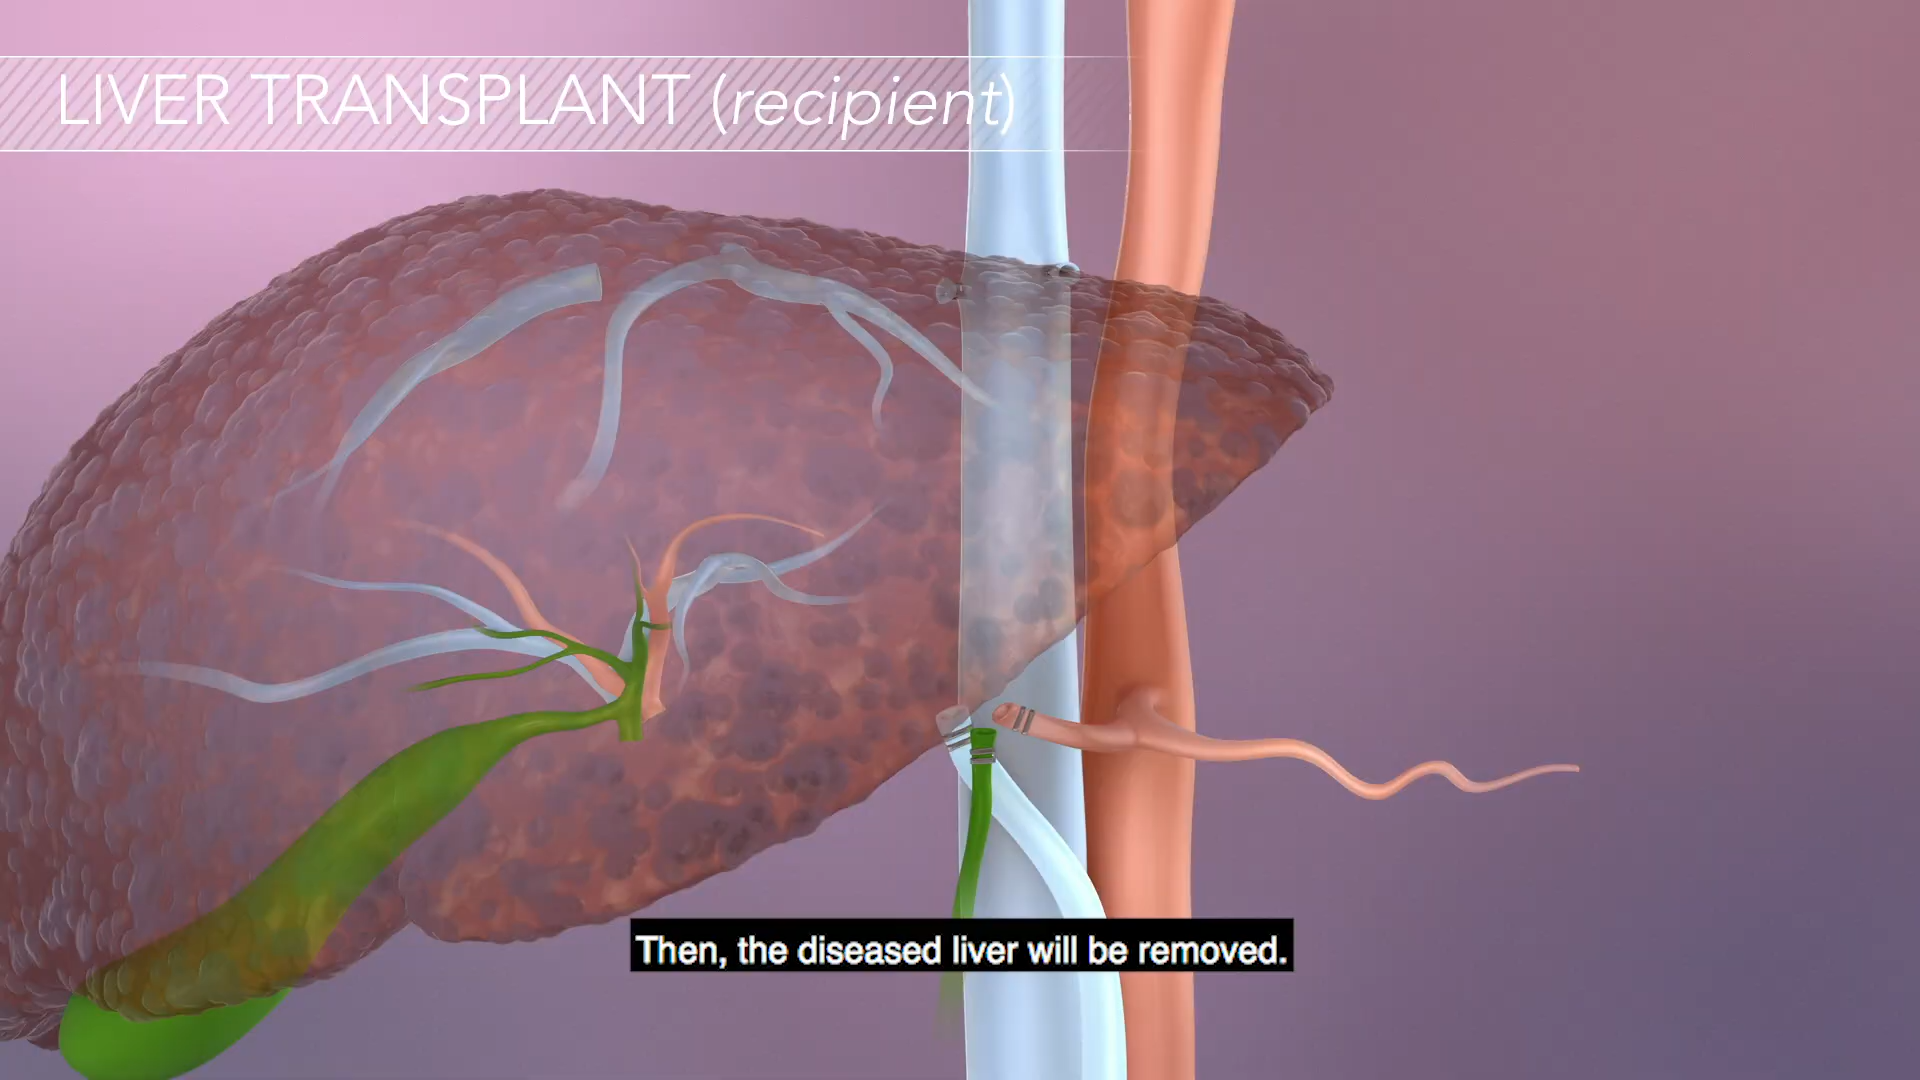 LIVER TRANSPLANT (recipient)
Then, the diseased liver will be removed.